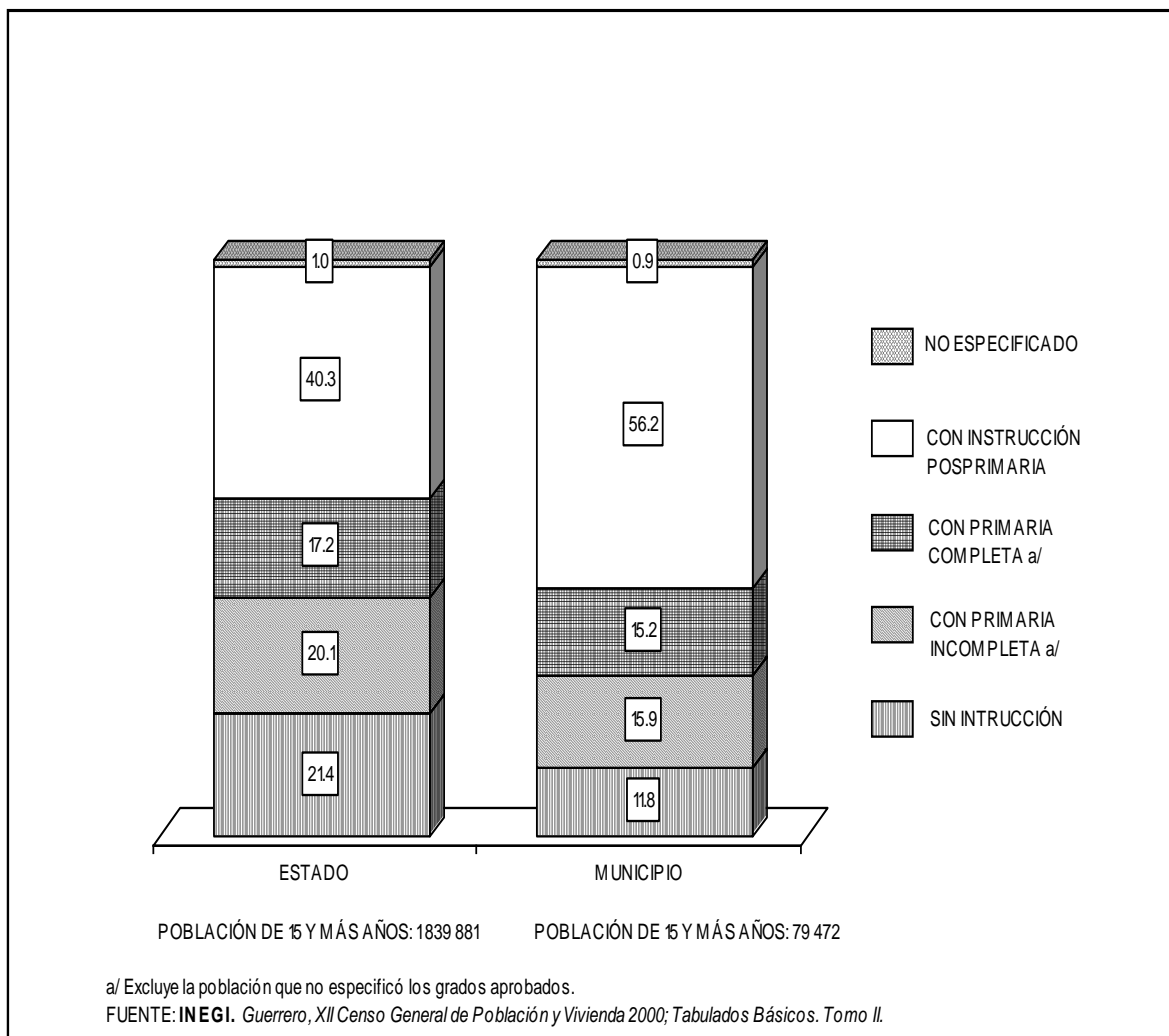 1.0
0.9
40.3
56.2
17.2
15.2
20.1
15.9
21.4
11.8
NO ESPECIFICADO
CON INSTRUCCIÓN
POSPRIMARIA
CON PRIMARIA
COMPLETA a/
CON PRIMARIA
INCOMPLETA a/
SIN INTRUCCIÓN
ESTADO
MUNICIPIO
POBLACIÓN DE 15 Y MÁS AÑOS: 1 839 881
POBLACIÓN DE 15 Y MÁS AÑOS: 79 472
a/ Excluye la población que no especificó los grados aprobados.
FUENTE: INEGI. Guerrero, XII Censo General de Población y Vivienda 2000; Tabulados Básicos. Tomo II.